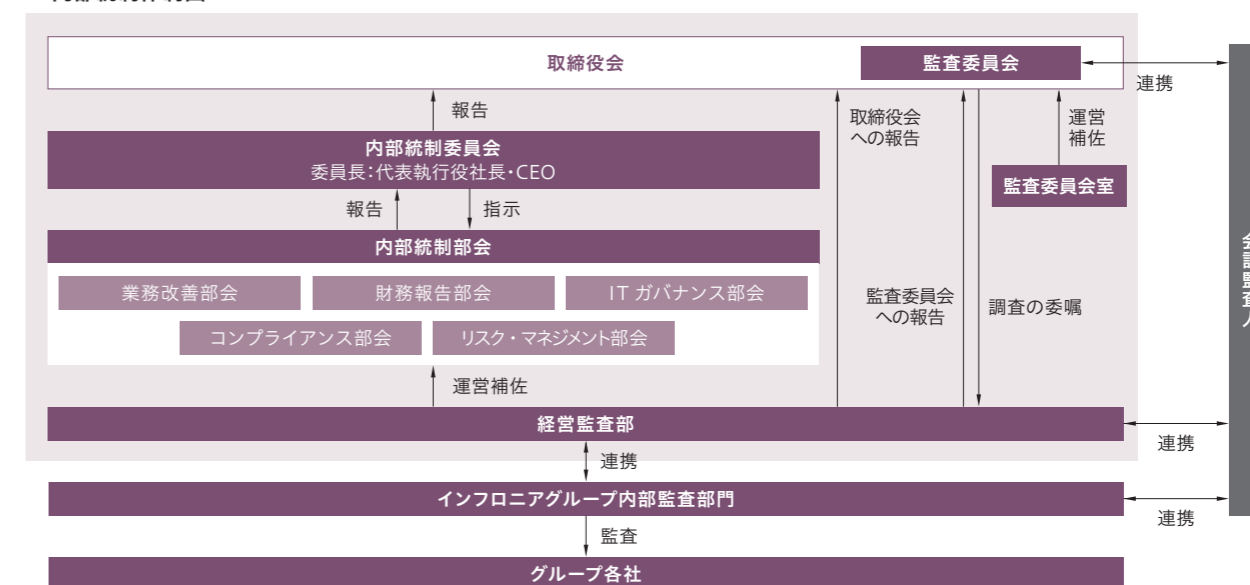 取締役会
監査委員会
連携
報告
取締役会
への報告
運営
補佐
内部統制委員会
委員長:代表執行役社長・CEO
監査委員会室
報告
指示
内部統制部会
業務改善部会
財務報告部会
IT ガバナンス部会
コンプライアンス部会
リスク・マネジメント部会
監査委員会
への報告
調査の委嘱
会計監査人
運営補佐
経営監査部
連携
連携
インフロニアグループ内部監査部門
連携
監査
グループ各社